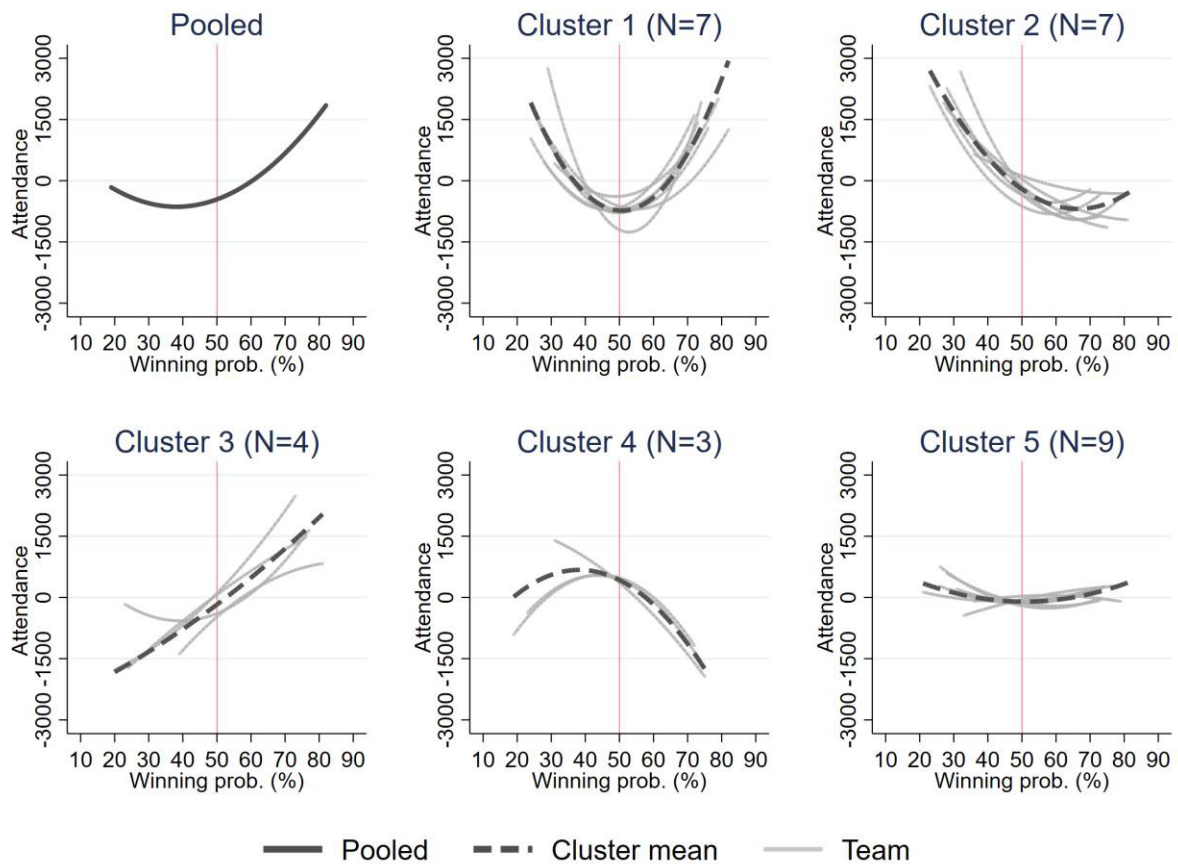 Pooled
Attendance
-3000 -1500 0 1500 3000
10 20 30 40 50 60 70 80 90
Winning prob. (%)
Cluster 1 (N=7)
Attendance
-3000 -1500 0 1500 3000
10 20 30 40 50 60 70 80 90
Winning prob. (%)
Cluster 2 (N=7)
Attendance
-3000 -1500 0 1500 3000
10 20 30 40 50 60 70 80 90
Winning prob. (%)
Cluster 3 (N=4)
Attendance
-3000 -1500 0 1500 3000
10 20 30 40 50 60 70 80 90
Winning prob. (%)
Cluster 4 (N=3)
Attendance
-3000 -1500 0 1500 3000
10 20 30 40 50 60 70 80 90
Winning prob. (%)
Cluster 5 (N=9)
Attendance
-3000 -1500 0 1500 3000
10 20 30 40 50 60 70 80 90
Winning prob. (%)
Pooled Cluster mean Team